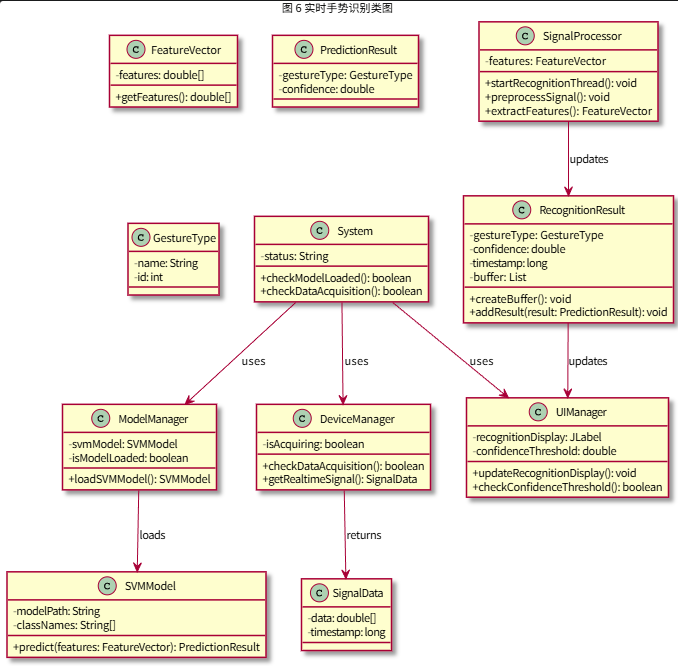 图 6 实时手势识别类图
C FeatureVector
-features: double[]
+getFeatures(): double[]
C PredictionResult
-gestureType: GestureType
-confidence: double
C SignalProcessor
-features: FeatureVector
+startRecognitionThread(): void
+preprocessSignal(): void
+extractFeatures(): FeatureVector
updates
C GestureType
-name: String
-id: int
C System
-status: String
+checkModelLoaded(): boolean
+checkDataAcquisition(): boolean
C RecognitionResult
-gestureType: GestureType
-confidence: double
-timestamp: long
-buffer: List
+createBuffer(): void
+addResult(result: PredictionResult): void
uses
uses
uses
updates
C ModelManager
-svmModel: SVMModel
-isModelLoaded: boolean
+loadSVMModel(): SVMModel
C DeviceManager
-isAcquiring: boolean
+checkDataAcquisition(): boolean
+getRealtimeSignal(): SignalData
C UIManager
-recognitionDisplay: JLabel
-confidenceThreshold: double
+updateRecognitionDisplay(): void
+checkConfidenceThreshold(): boolean
loads
returns
C SVMModel
-modelPath: String
-classNames: String[]
+predict(features: FeatureVector): PredictionResult
C SignalData
-data: double[]
-timestamp: long